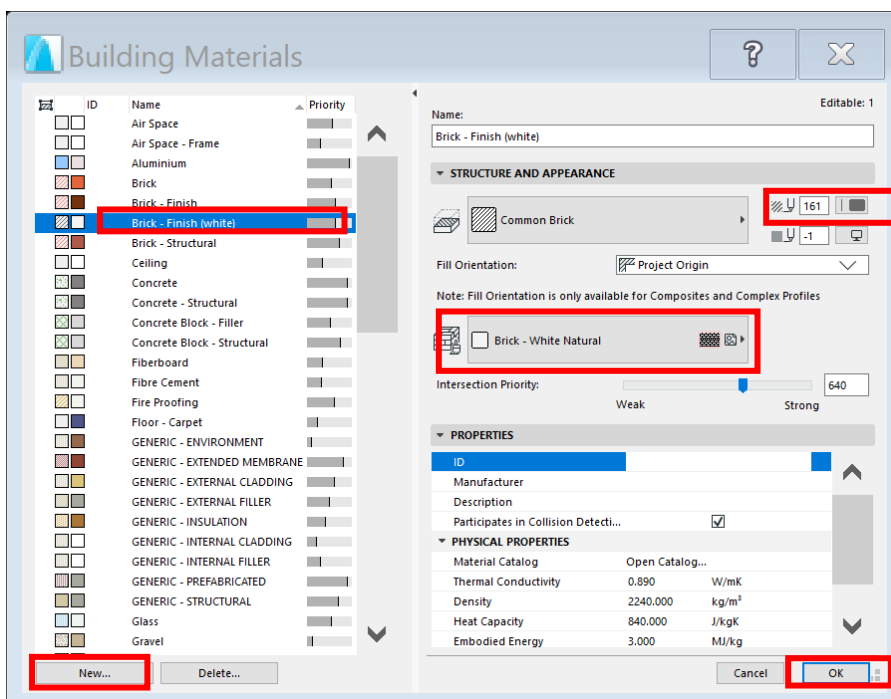 Building Materials
?
ID Name Priority
Air Space
Air Space - Frame
Aluminium
Brick
Brick - Finish
Brick - Finish (white)
Brick - Structural
Ceiling
Concrete
Concrete - Structural
Concrete Block - Filler
Concrete Block - Structural
Fiberboard
Fibre Cement
Fire Proofing
Floor - Carpet
GENERIC - ENVIRONMENT
GENERIC - EXTENDED MEMBRANE
GENERIC - EXTERNAL CLADDING
GENERIC - EXTERNAL FILLER
GENERIC - INSULATION
GENERIC - INTERNAL CLADDING
GENERIC - INTERNAL FILLER
GENERIC - PREFABRICATED
GENERIC - STRUCTURAL
Glass
Gravel
New... Delete...
Editable: 1
Name:
Brick - Finish (white)
STRUCTURE AND APPEARANCE
Common Brick
161
-1
Fill Orientation: Project Origin
Note: Fill Orientation is only available for Composites and Complex Profiles
Brick - White Natural
Intersection Priority: 640
Weak Strong
PROPERTIES
ID
Manufacturer
Description
Participates in Collision Detecti...
PHYSICAL PROPERTIES
Material Catalog Open Catalog...
Thermal Conductivity 0.890 W/mK
Density 2240.000 kg/m³
Heat Capacity 840.000 J/kgK
Embodied Energy 3.000 MJ/kg
Cancel OK